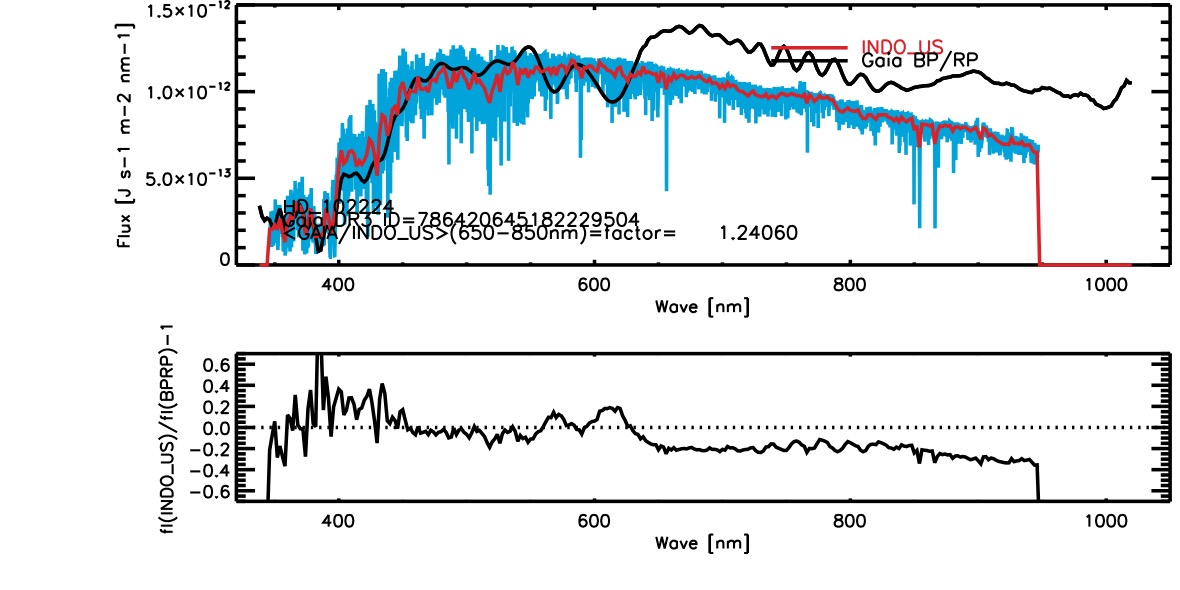 1.5×10−12
1.0×10−12
5.0×10−13
0
Flux [J s−1 m−2 nm−1]
INDO_US
Gaia BP/RP
HD_102224
Gaia DR3 ID=786420645182229504
<GAIA/INDO_US>(650−850nm)=factor= 1.24060
400 600 800 1000
Wave [nm]
fl(INDO_US)/fl(BPRP)−1
0.6
0.4
0.2
0.0
−0.2
−0.4
−0.6
400 600 800 1000
Wave [nm]